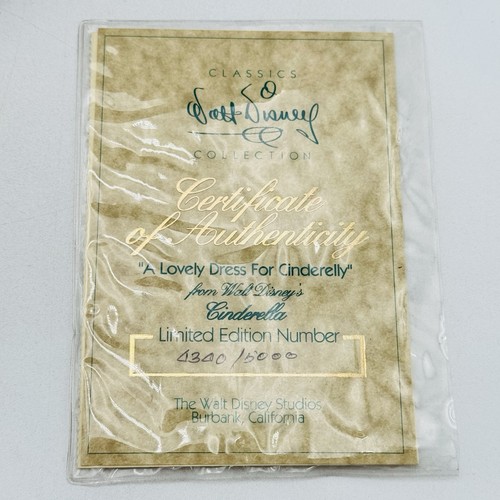 CLASSICS
Walt Disney
COLLECTION
Certificate
of Authenticity
"A Lovely Dress For Cinderelly"
from Walt Disney's
Cinderella
Limited Edition Number
4340/5000
The Walt Disney Studios
Burbank, California